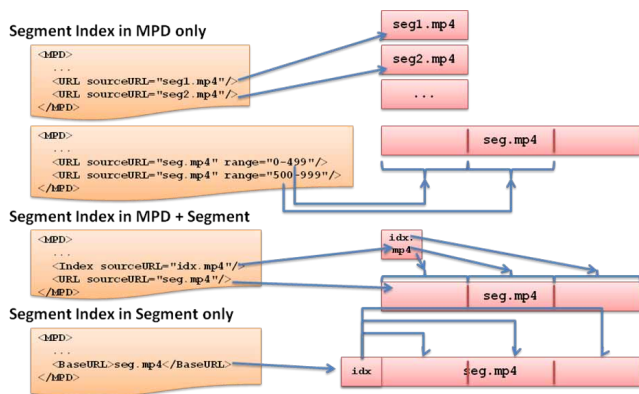 Segment Index in MPD only
<MPD>
...
<URL sourceURL="seg1.mp4"/>
<URL sourceURL="seg2.mp4"/>
</MPD>
seg1.mp4
seg2.mp4
...
<MPD>
...
<URL sourceURL="seg.mp4" range="0-499"/>
<URL sourceURL="seg.mp4" range="500-999"/>
</MPD>
seg.mp4
Segment Index in MPD + Segment
<MPD>
...
<Index sourceURL="idx.mp4"/>
<URL sourceURL="seg.mp4"/>
</MPD>
idx.
mp4
seg.mp4
Segment Index in Segment only
<MPD>
...
<BaseURL>seg.mp4</BaseURL>
</MPD>
idx
seg.mp4